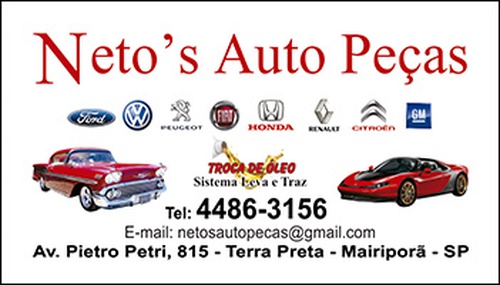 Neto's Auto Peças
Ford
PEUGEOT
FIAT
HONDA
RENAULT
CITROËN
GM
TROCA DE ÓLEO
Sistema Leva e Traz
Tel: 4486-3156
E-mail: netosautopecas@gmail.com
Av. Pietro Petri, 815 - Terra Preta - Mairiporã - SP